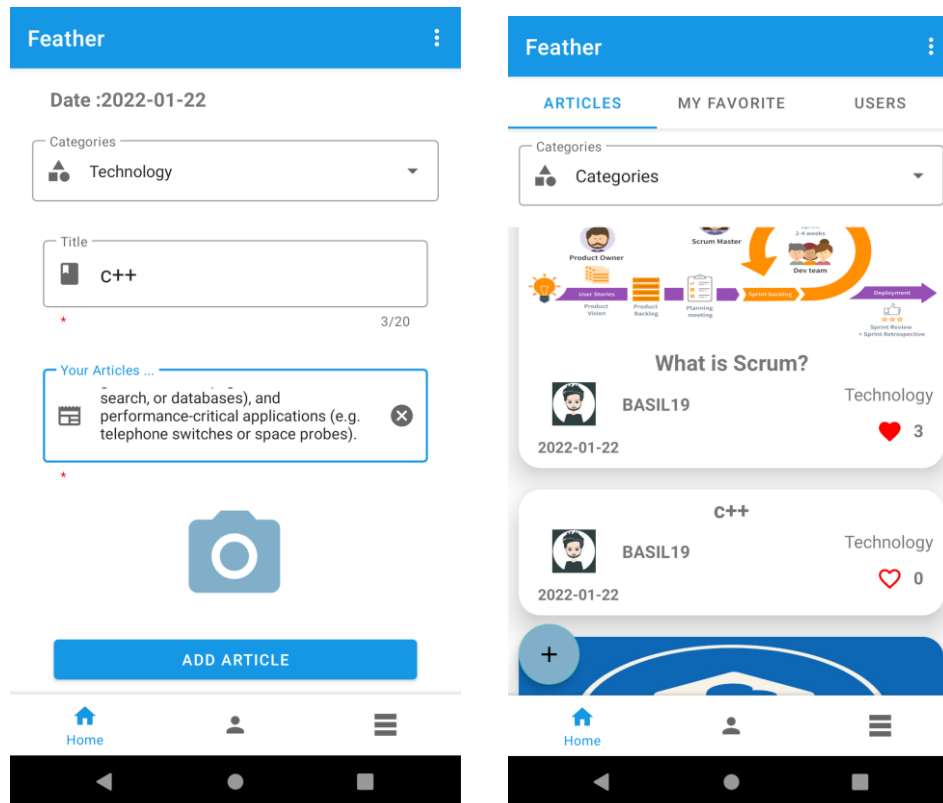 Feather
Date :2022-01-22
Categories
Technology
Title
c++
*
3/20
Your Articles ...
search, or databases), and
performance-critical applications (e.g.
telephone switches or space probes).
*
ADD ARTICLE
Home
Feather
ARTICLES MY FAVORITE USERS
Categories
Categories
2-4 weeks
Scrum Master
Product Owner
Dev team
User Stories
Sprint backlog
Deployment
Product
Vision
Product
Backlog
Planning
meeting
Sprint Review
+ Sprint Retrospective
What is Scrum?
BASIL19
Technology
3
2022-01-22
c++
BASIL19
Technology
0
2022-01-22
+
Home